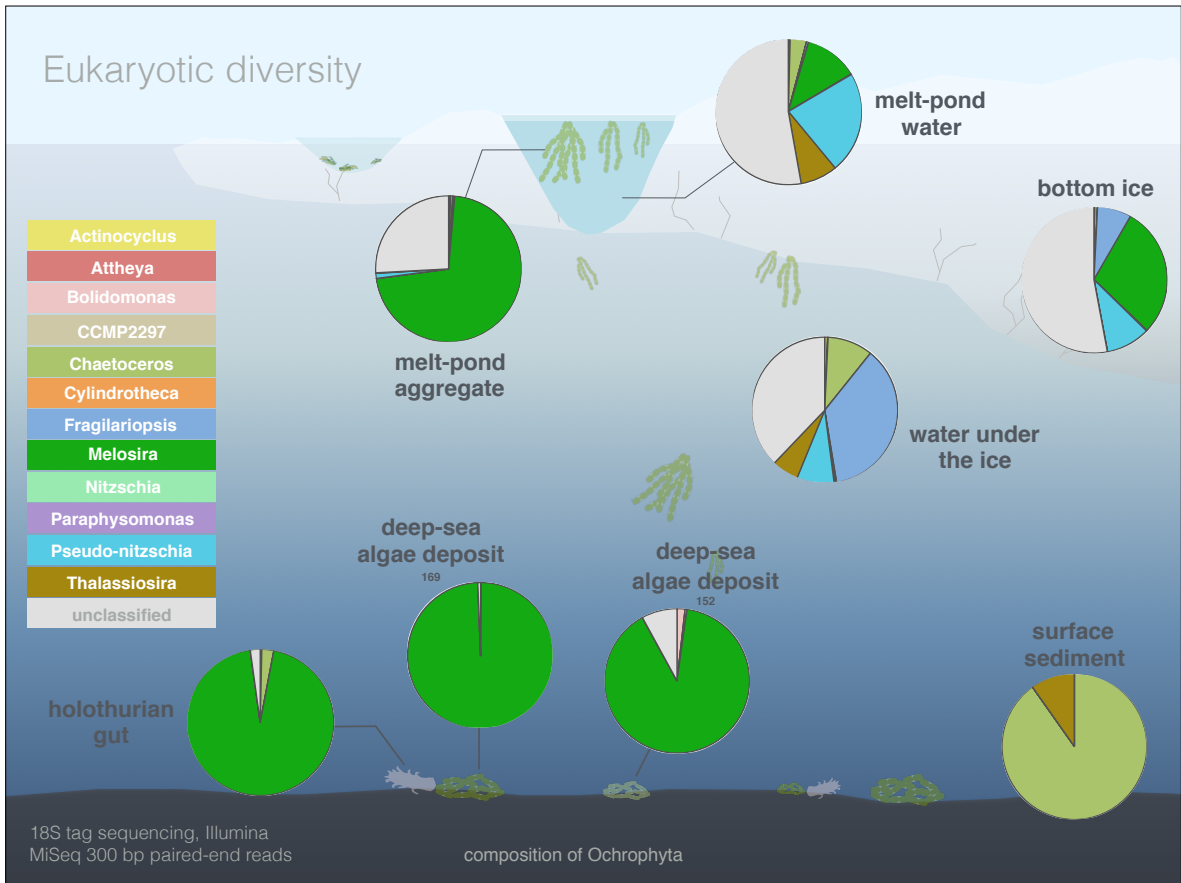 Eukaryotic diversity
melt-pond
water
bottom ice
Actinocyclus
Attheya
Bolidomonas
CCMP2297
Chaetoceros
Cylindrotheca
Fragilariopsis
Melosira
Nitzschia
Paraphysomonas
Pseudo-nitzschia
Thalassiosira
unclassified
melt-pond
aggregate
water under
the ice
deep-sea
algae deposit
169
deep-sea
algae deposit
152
surface
sediment
holothurian
gut
18S tag sequencing, Illumina
MiSeq 300 bp paired-end reads
composition of Ochrophyta